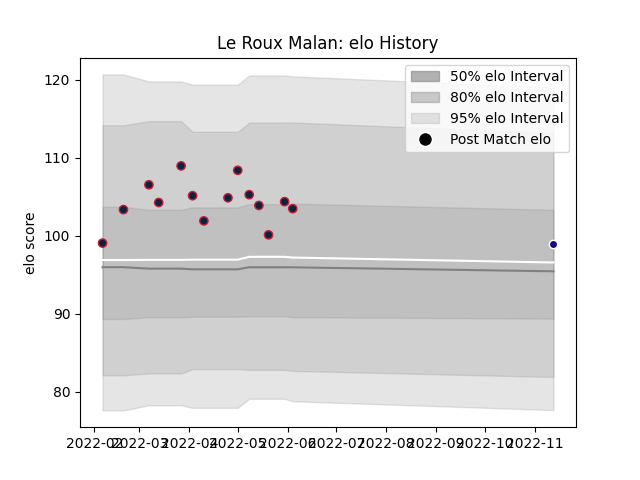 Le Roux Malan: elo History
120
110
100
90
80
elo score
50% elo Interval
80% elo Interval
95% elo Interval
Post Match elo
2022-02 2022-03 2022-04 2022-05 2022-06 2022-07 2022-08 2022-09 2022-10 2022-11